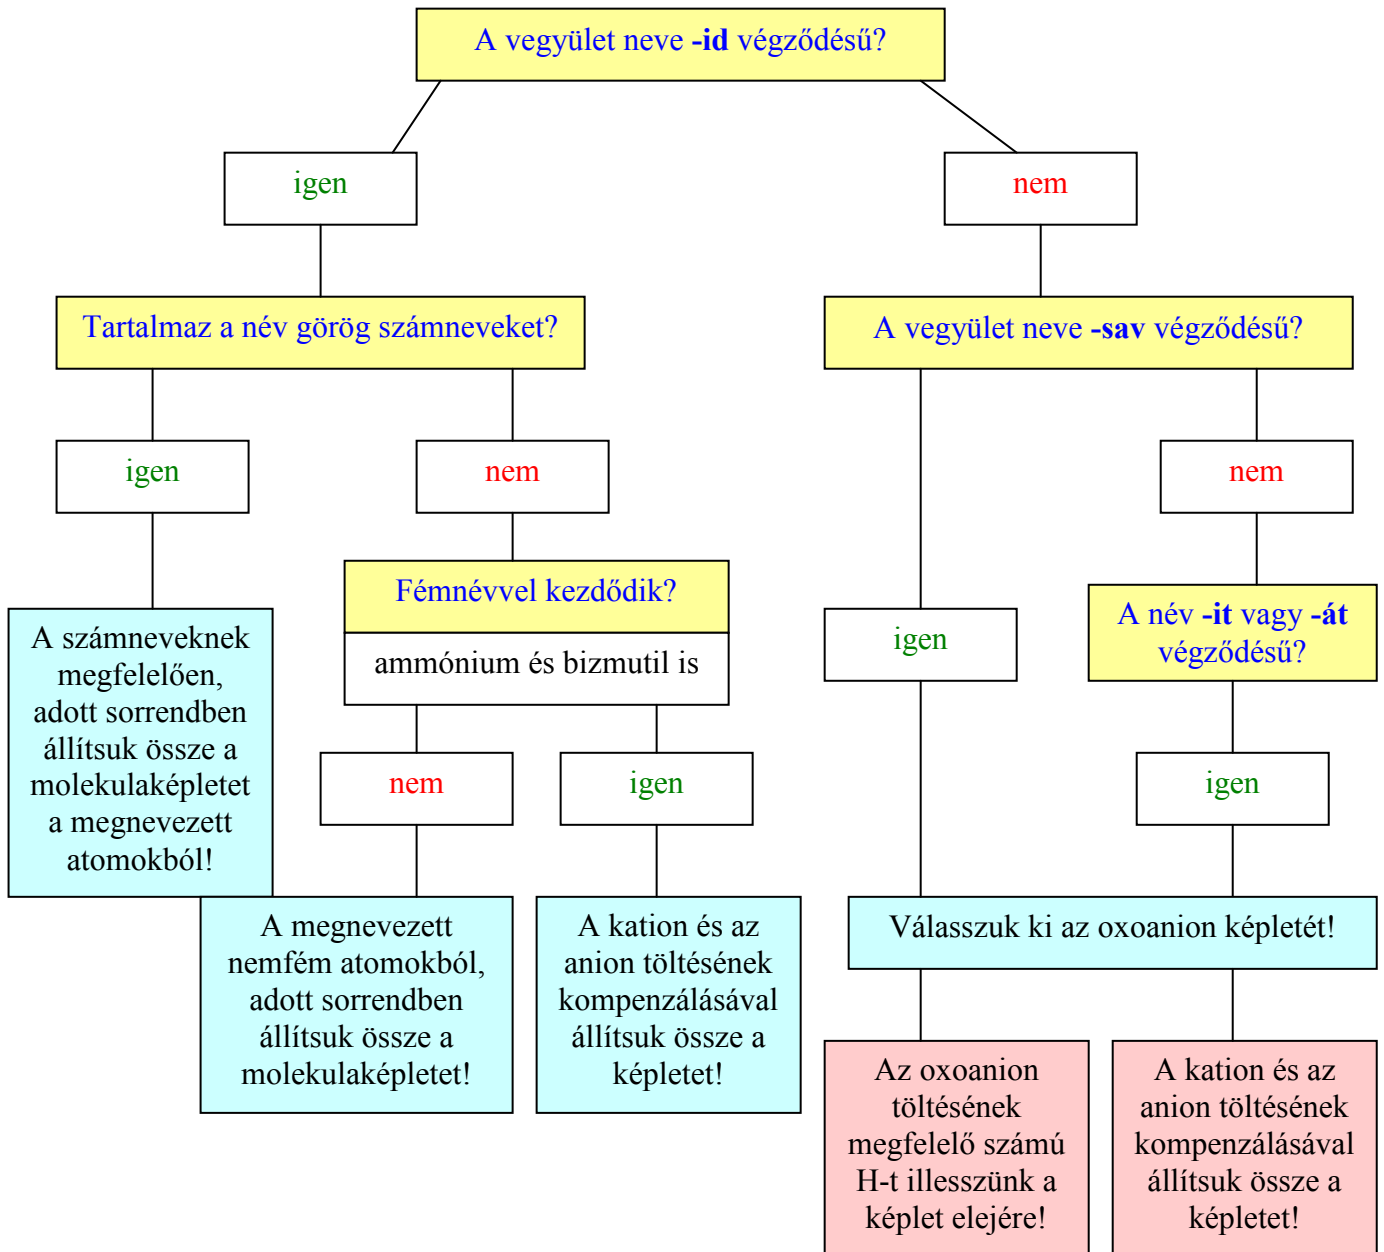 A vegyület neve -id végződésű?
igen
nem
Tartalmaz a név görög számneveket?
A vegyület neve -sav végződésű?
igen
nem
nem
Fémnévvel kezdődik?
ammónium és bizmutil is
A név -it vagy -át
végződésű?
igen
A számneveknek
megfelelően,
adott sorrendben
állítsuk össze a
molekulaképletet
a megnevezett
atomokból!
nem
igen
igen
A megnevezett
nemfém atomokból,
adott sorrendben
állítsuk össze a
molekulaképletet!
A kation és az
anion töltésének
kompenzálásával
állítsuk össze a
képletet!
Válasszuk ki az oxoanion képletét!
Az oxoanion
töltésének
megfelelő számú
H-t illesszünk a
képlet elejére!
A kation és az
anion töltésének
kompenzálásával
állítsuk össze a
képletet!